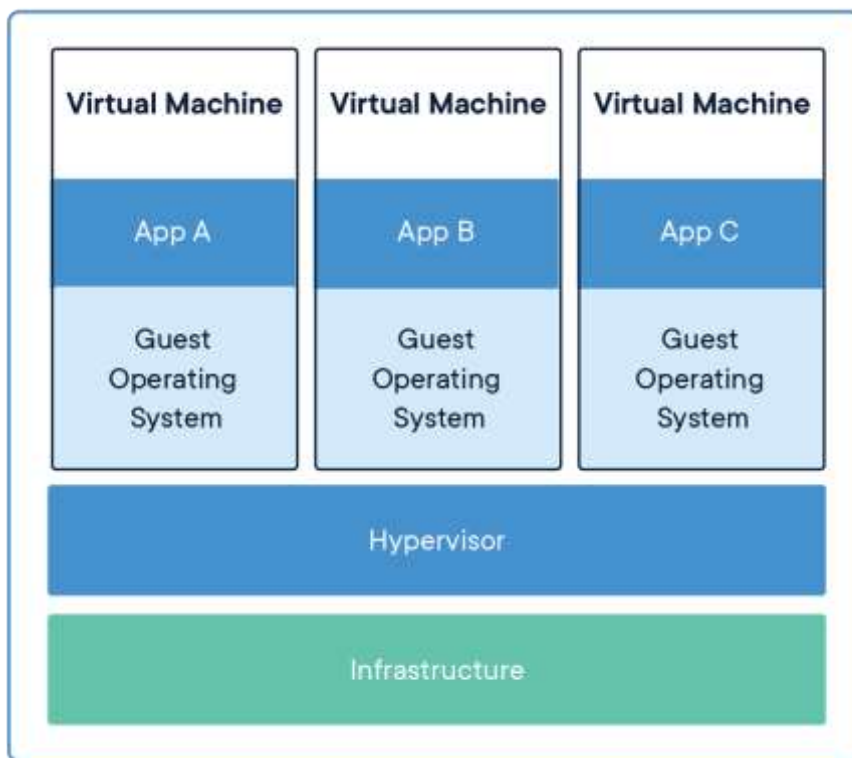 Virtual Machine
Virtual Machine
Virtual Machine
App A
App B
App C
Guest
Operating
System
Guest
Operating
System
Guest
Operating
System
Hypervisor
Infrastructure